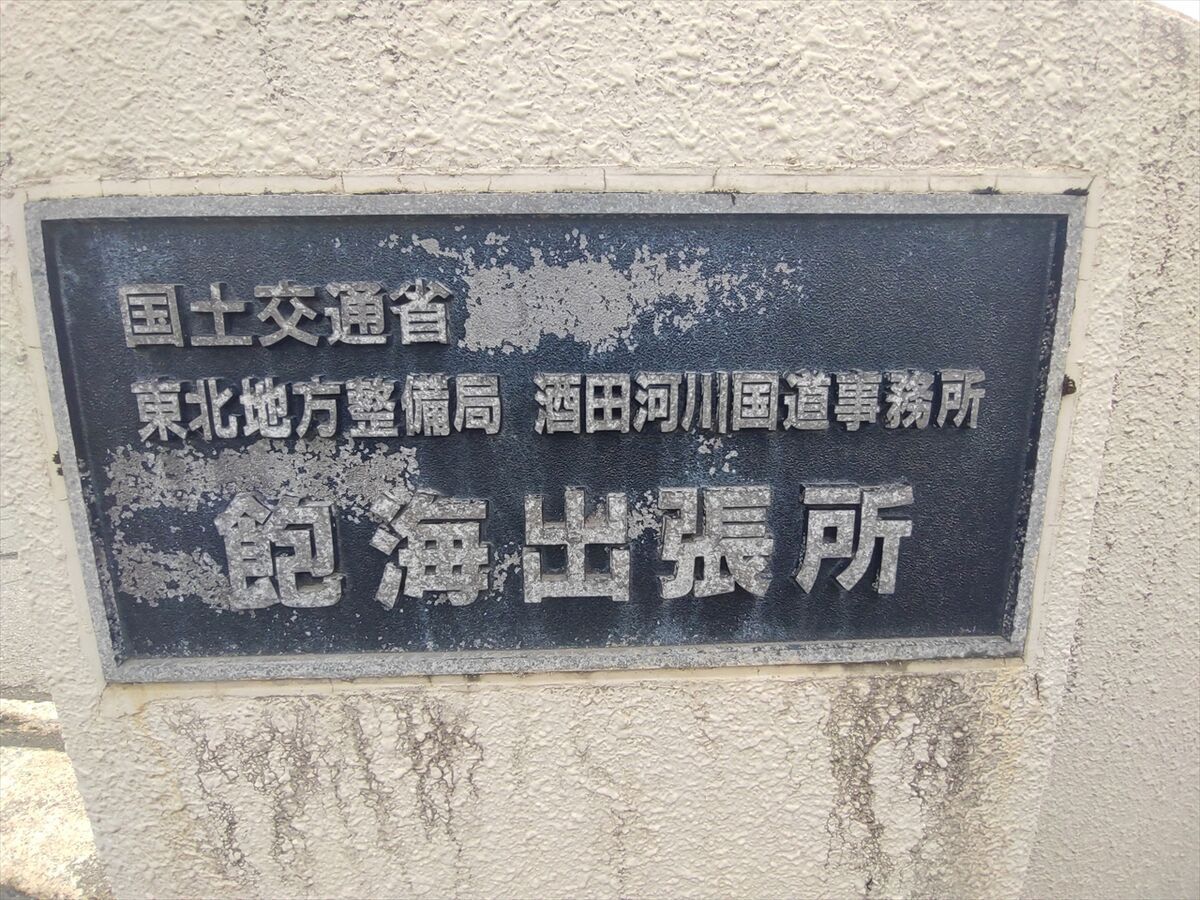 国土交通省
東北地方整備局 酒田河川国道事務所
飽海出張所